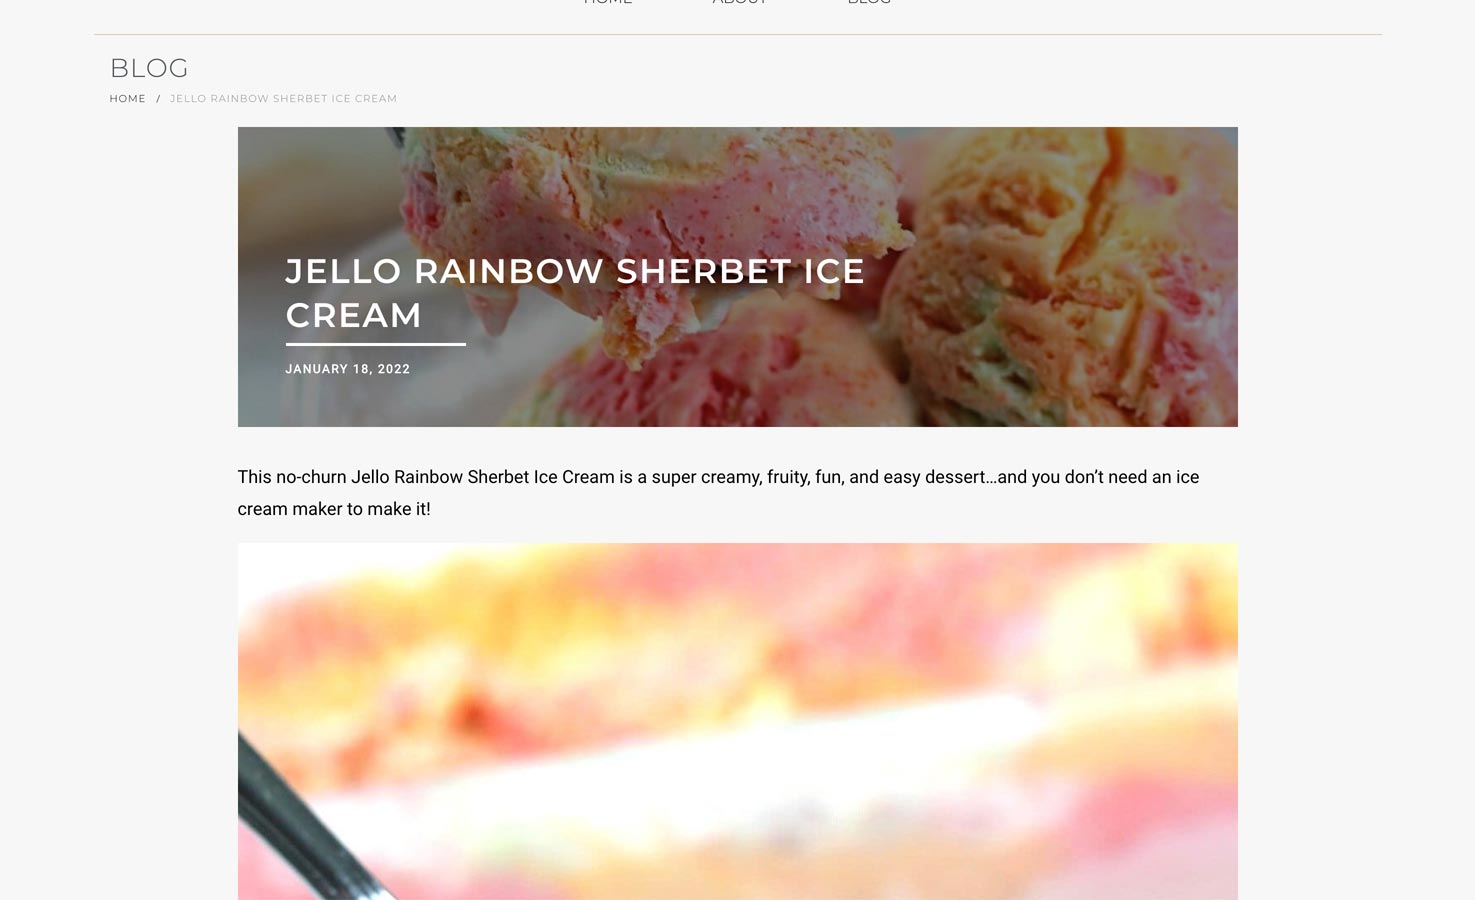 HOME ABOUT BLOG
BLOG
HOME / JELLO RAINBOW SHERBET ICE CREAM
JELLO RAINBOW SHERBET ICE
CREAM
JANUARY 18, 2022
This no-churn Jello Rainbow Sherbet Ice Cream is a super creamy, fruity, fun, and easy dessert…and you don’t need an ice
cream maker to make it!